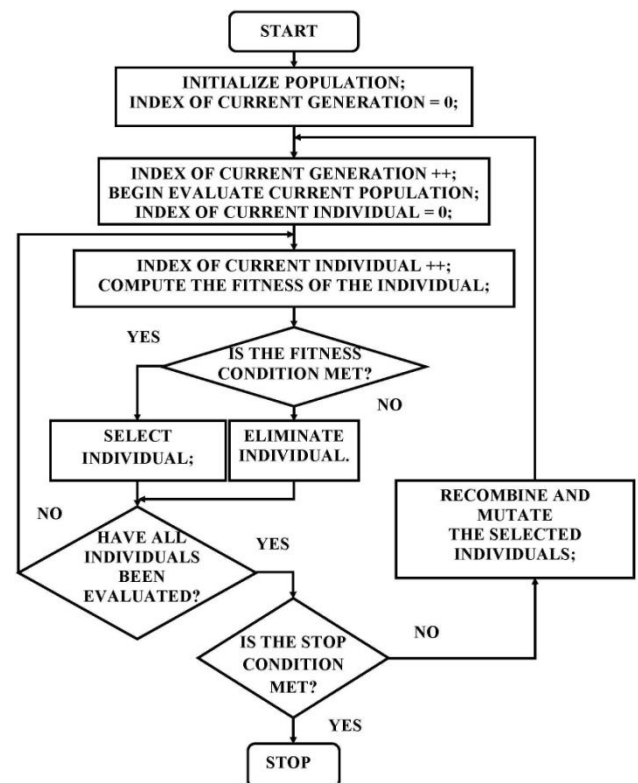 START
INITIALIZE POPULATION;
INDEX OF CURRENT GENERATION = 0;
INDEX OF CURRENT GENERATION ++;
BEGIN EVALUATE CURRENT POPULATION;
INDEX OF CURRENT INDIVIDUAL = 0;
INDEX OF CURRENT INDIVIDUAL ++;
COMPUTE THE FITNESS OF THE INDIVIDUAL;
YES
IS THE FITNESS
CONDITION MET?
NO
SELECT
INDIVIDUAL;
ELIMINATE
INDIVIDUAL.
NO
HAVE ALL
INDIVIDUALS
BEEN
EVALUATED?
YES
RECOMBINE AND
MUTATE
THE SELECTED
INDIVIDUALS;
IS THE STOP
CONDITION
MET?
NO
YES
STOP